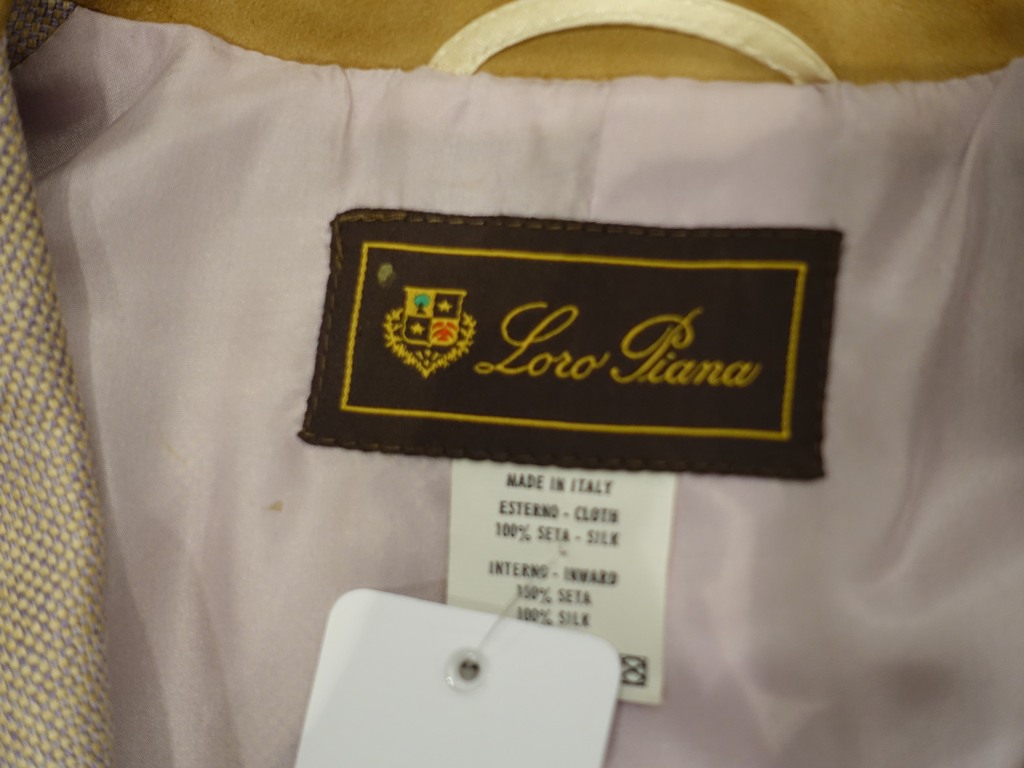 Loro Piana
MADE IN ITALY
ESTERNO - CLOTH
100% SETA - SILK
INTERNO - INWARD
100% SETA
100% SILK